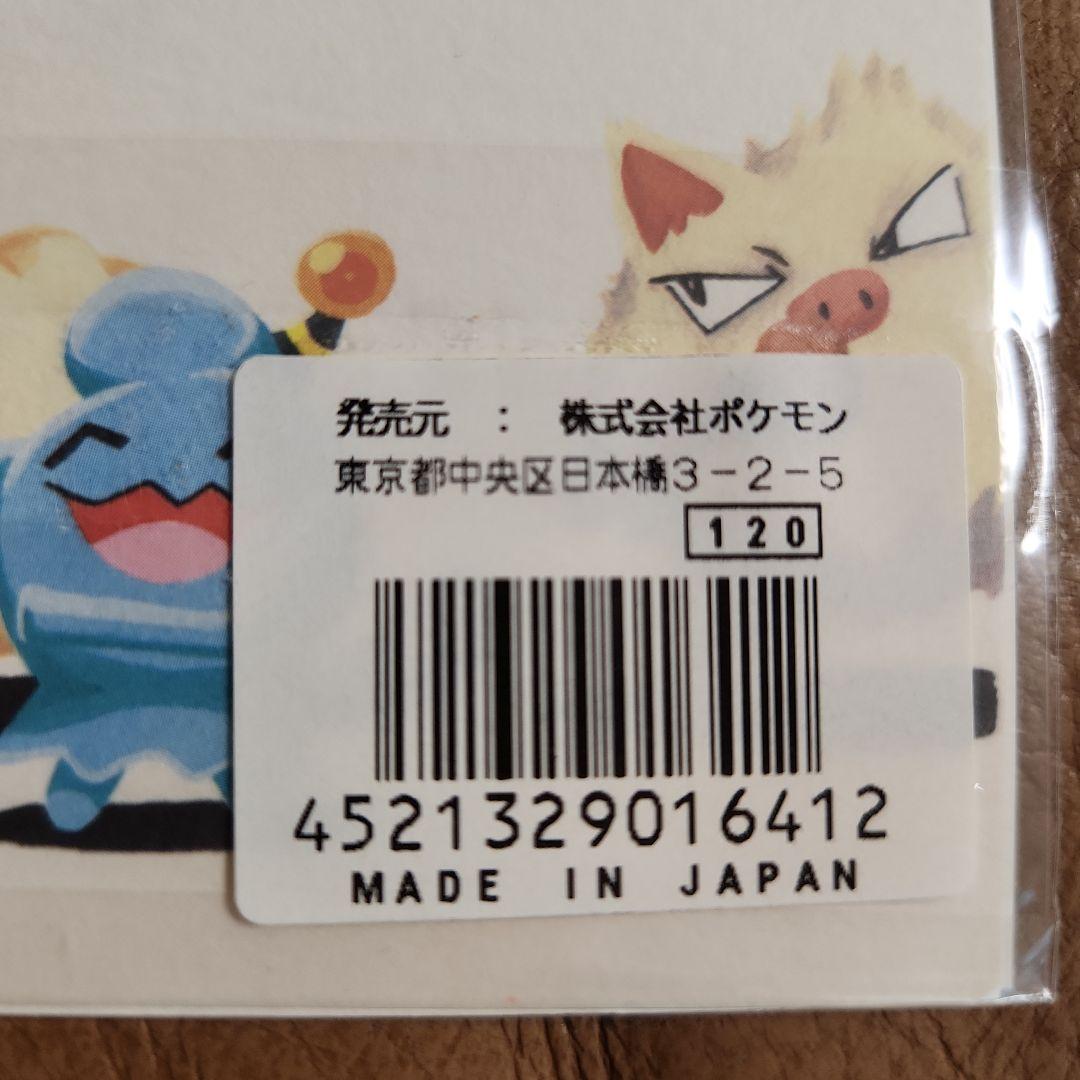 発売元 : 株式会社ポケモン
東京都中央区日本橋3-2-5
120
4521329016412
MADE IN JAPAN